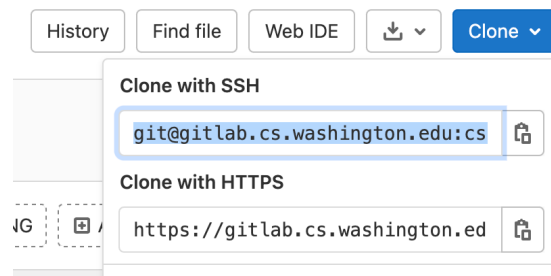 History Find file Web IDE Clone
Clone with SSH
git@gitlab.cs.washington.edu:cs
Clone with HTTPS
https://gitlab.cs.washington.ed